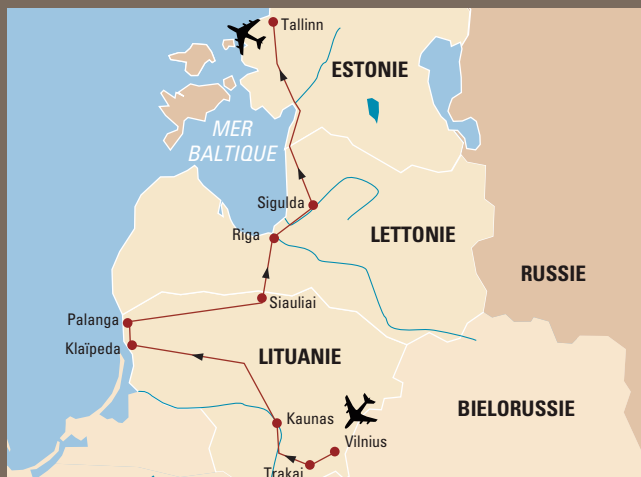 Tallinn
ESTONIE
MER
BALTIQUE
Sigulda
Riga
LETTONIE
RUSSIE
Siauliai
Palanga
Klaïpeda
LITUANIE
BIELORUSSIE
Kaunas
Vilnius
Trakai